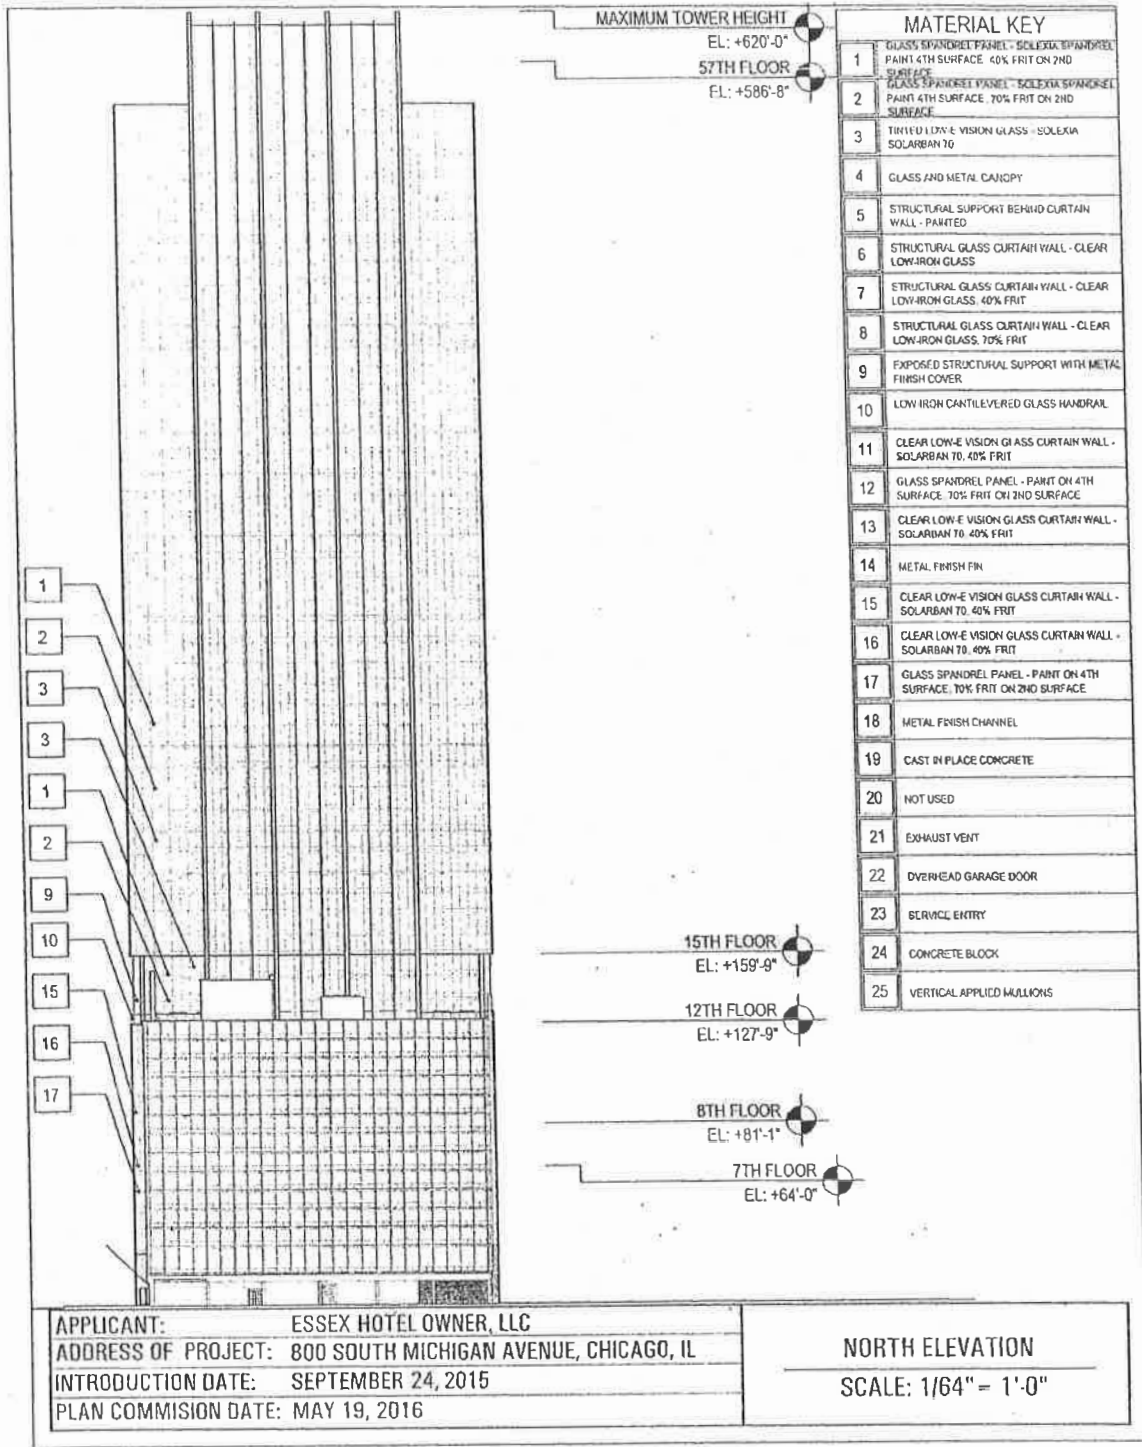 MAXIMUM TOWER HEIGHT
EL: +620'-0"
57TH FLOOR
EL: +586'-8"
MATERIAL KEY
1
GLASS SPANDREL PANEL - SOLEXIA SPANDREL
PAINT 4TH SURFACE 40% FRIT ON 2ND
SURFACE
2
GLASS SPANDREL PANEL - SOLEXIA SPANDREL
PAINT 4TH SURFACE, 70% FRIT ON 2ND
SURFACE
3
TINTED LOW-E VISION GLASS - SOLEXIA
SOLARBAN 70
4
GLASS AND METAL CANOPY
5
STRUCTURAL SUPPORT BEHIND CURTAIN
WALL - PAINTED
6
STRUCTURAL GLASS CURTAIN WALL - CLEAR
LOW-IRON GLASS
7
STRUCTURAL GLASS CURTAIN WALL - CLEAR
LOW-IRON GLASS, 40% FRIT
8
STRUCTURAL GLASS CURTAIN WALL - CLEAR
LOW-IRON GLASS, 70% FRIT
9
EXPOSED STRUCTURAL SUPPORT WITH METAL
FINISH COVER
10
LOW-IRON CANTILEVERED GLASS HANDRAIL
11
CLEAR LOW-E VISION GLASS CURTAIN WALL -
SOLARBAN 70, 40% FRIT
12
GLASS SPANDREL PANEL - PAINT ON 4TH
SURFACE, 70% FRIT ON 2ND SURFACE
13
CLEAR LOW-E VISION GLASS CURTAIN WALL -
SOLARBAN 70, 40% FRIT
14
METAL FINISH FIN
15
CLEAR LOW-E VISION GLASS CURTAIN WALL -
SOLARBAN 70, 40% FRIT
16
CLEAR LOW-E VISION GLASS CURTAIN WALL -
SOLARBAN 70, 40% FRIT
17
GLASS SPANDREL PANEL - PAINT ON 4TH
SURFACE, 70% FRIT ON 2ND SURFACE
18
METAL FINISH CHANNEL
19
CAST IN PLACE CONCRETE
20
NOT USED
21
EXHAUST VENT
22
OVERHEAD GARAGE DOOR
23
SERVICE ENTRY
24
CONCRETE BLOCK
25
VERTICAL APPLIED MULLIONS
1
2
3
3
1
2
9
10
15
16
17
15TH FLOOR
EL: +159'-9"
12TH FLOOR
EL: +127'-9"
8TH FLOOR
EL: +81'-1"
7TH FLOOR
EL: +64'-0"
APPLICANT: ESSEX HOTEL OWNER, LLC
ADDRESS OF PROJECT: 800 SOUTH MICHIGAN AVENUE, CHICAGO, IL
INTRODUCTION DATE: SEPTEMBER 24, 2015
PLAN COMMISION DATE: MAY 19, 2016
NORTH ELEVATION
SCALE: 1/64" = 1'-0"